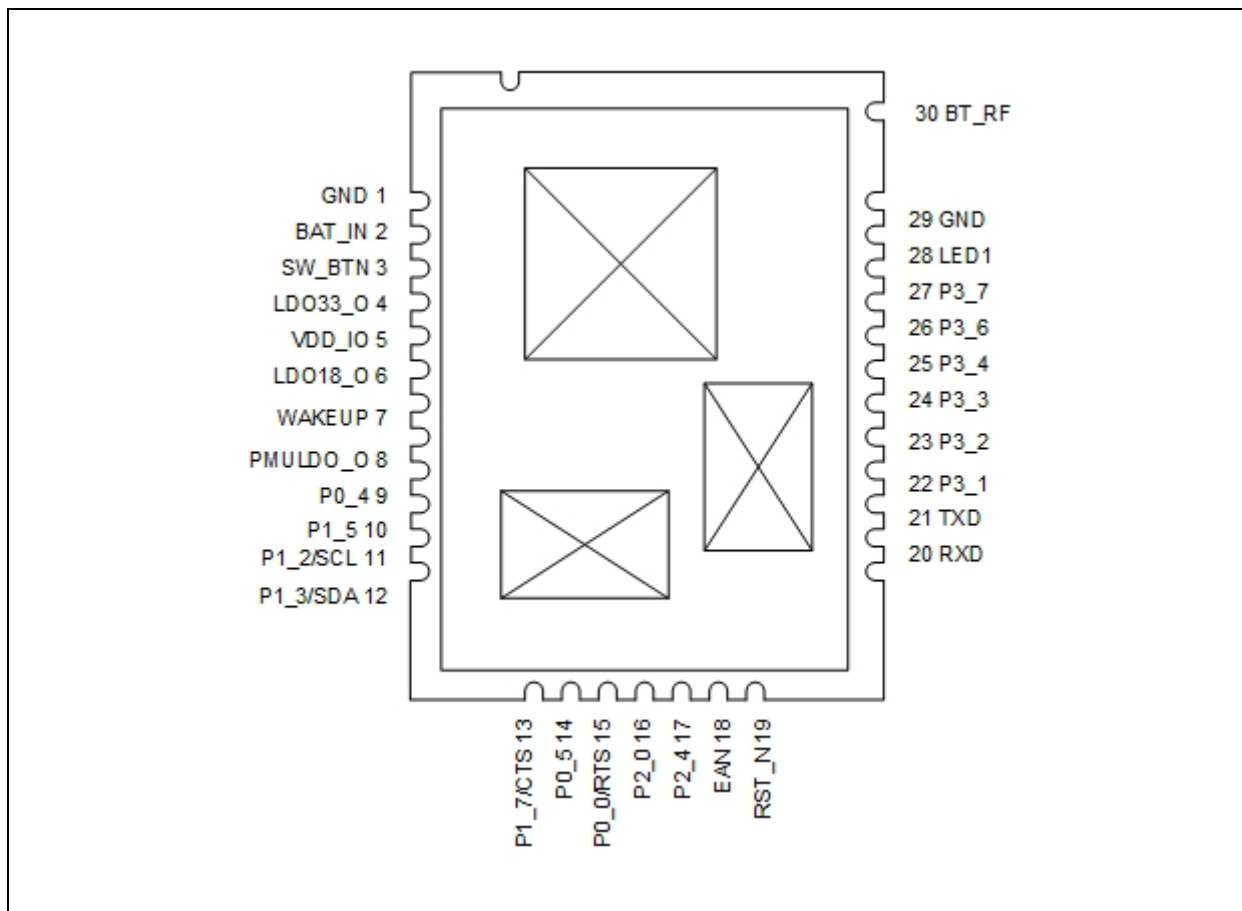 GND 1
BAT_IN 2
SW_BTN 3
LDO33_O 4
VDD_IO 5
LDO18_O 6
WAKEUP 7
PMULDO_O 8
P0_4 9
P1_5 10
P1_2/SCL 11
P1_3/SDA 12
P1_7/CTS 13
P0_5 14
P0_0/RTS 15
P2_0 16
P2_4 17
EAN 18
RST_N 19
30 BT_RF
29 GND
28 LED1
27 P3_7
26 P3_6
25 P3_4
24 P3_3
23 P3_2
22 P3_1
21 TXD
20 RXD